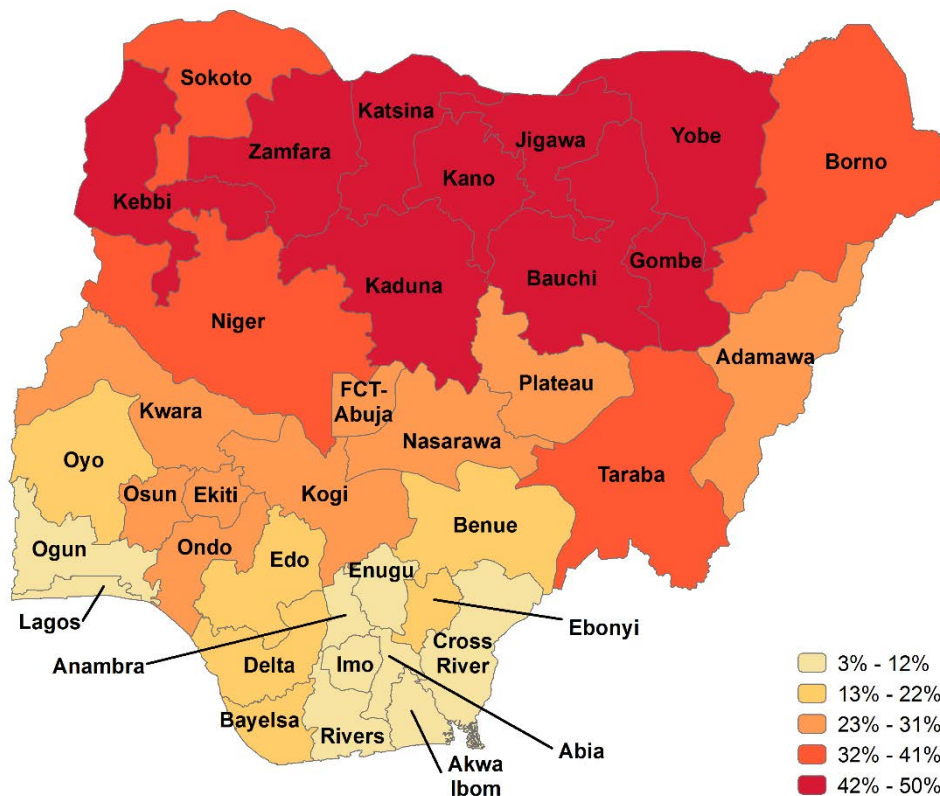 Sokoto
Katsina
Yobe
Jigawa
Zamfara
Borno
Kano
Kebbi
Gombe
Bauchi
Kaduna
Niger
Adamawa
FCT-
Abuja
Plateau
Kwara
Nasarawa
Oyo
Taraba
Osun
Ekiti
Kogi
Benue
Ogun
Ondo
Edo
Enugu
Lagos
Ebonyi
Anambra
Cross
River
Imo
Delta
Bayelsa
Rivers
Abia
Akwa
Ibom
3% - 12%
13% - 22%
23% - 31%
32% - 41%
42% - 50%